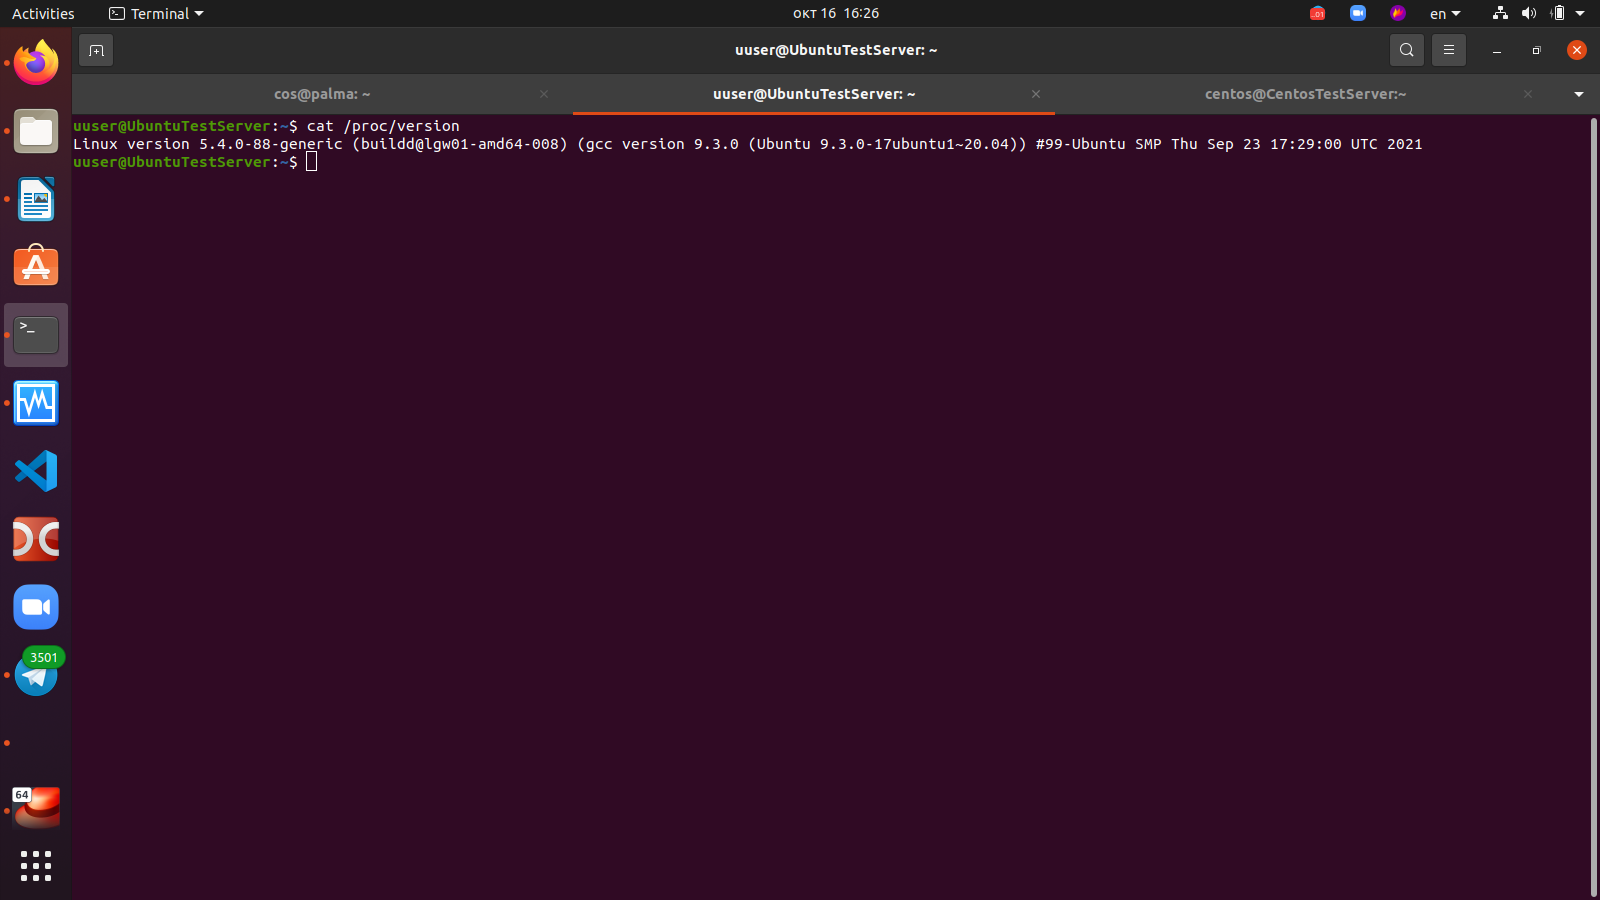 Activities
Terminal
окт 16 16:26
en
uuser@UbuntuTestServer: ~
cos@palma: ~
uuser@UbuntuTestServer: ~
centos@CentosTestServer:~
uuser@UbuntuTestServer:~$ cat /proc/version
Linux version 5.4.0-88-generic (buildd@lgw01-amd64-008) (gcc version 9.3.0 (Ubuntu 9.3.0-17ubuntu1~20.04)) #99-Ubuntu SMP Thu Sep 23 17:29:00 UTC 2021
uuser@UbuntuTestServer:~$
>_
3501
64